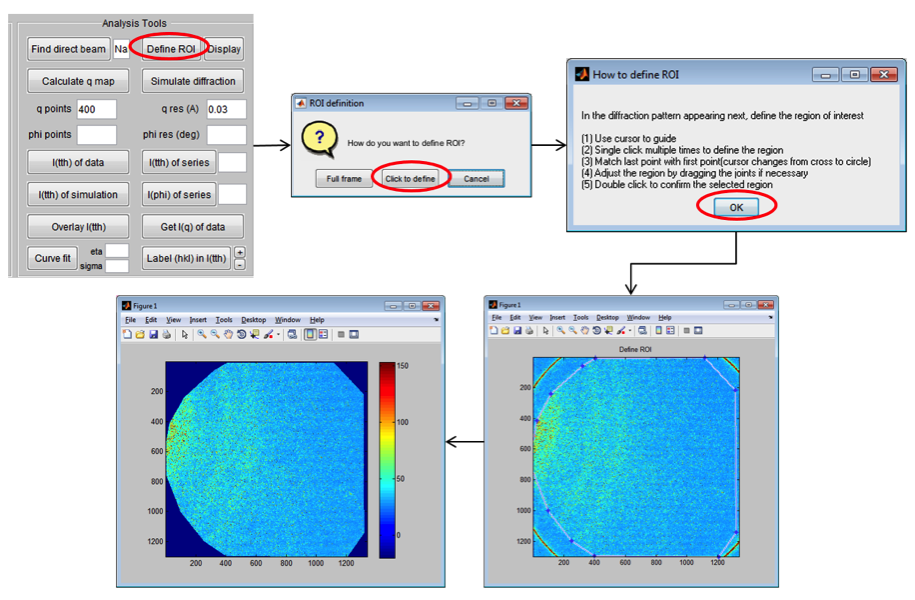 Analysis Tools
Find direct beam Na Define ROI Display
Calculate q map Simulate diffraction
q points 400 q res (A) 0.03
phi points phi res (deg)
I(tth) of data I(tth) of series
I(tth) of simulation I(phi) of series
Overlay I(tth) Get I(q) of data
Curve fit eta sigma Label (hkl) in I(tth) + -
ROI definition
How do you want to define ROI?
Full frame Click to define Cancel
How to define ROI
In the diffraction pattern appearing next, define the region of interest
(1) Use cursor to guide
(2) Single click multiple times to define the region
(3) Match last point with first point(cursor changes from cross to circle)
(4) Adjust the region by dragging the joints if necessary
(5) Double click to confirm the selected region
OK
Figure 1
File Edit View Insert Tools Desktop Window Help
200
400
600
800
1000
1200
200 400 600 800 1000 1200
150
100
50
0
Figure 1
File Edit View Insert Tools Desktop Window Help
Define ROI
200
400
600
800
1000
1200
200 400 600 800 1000 1200